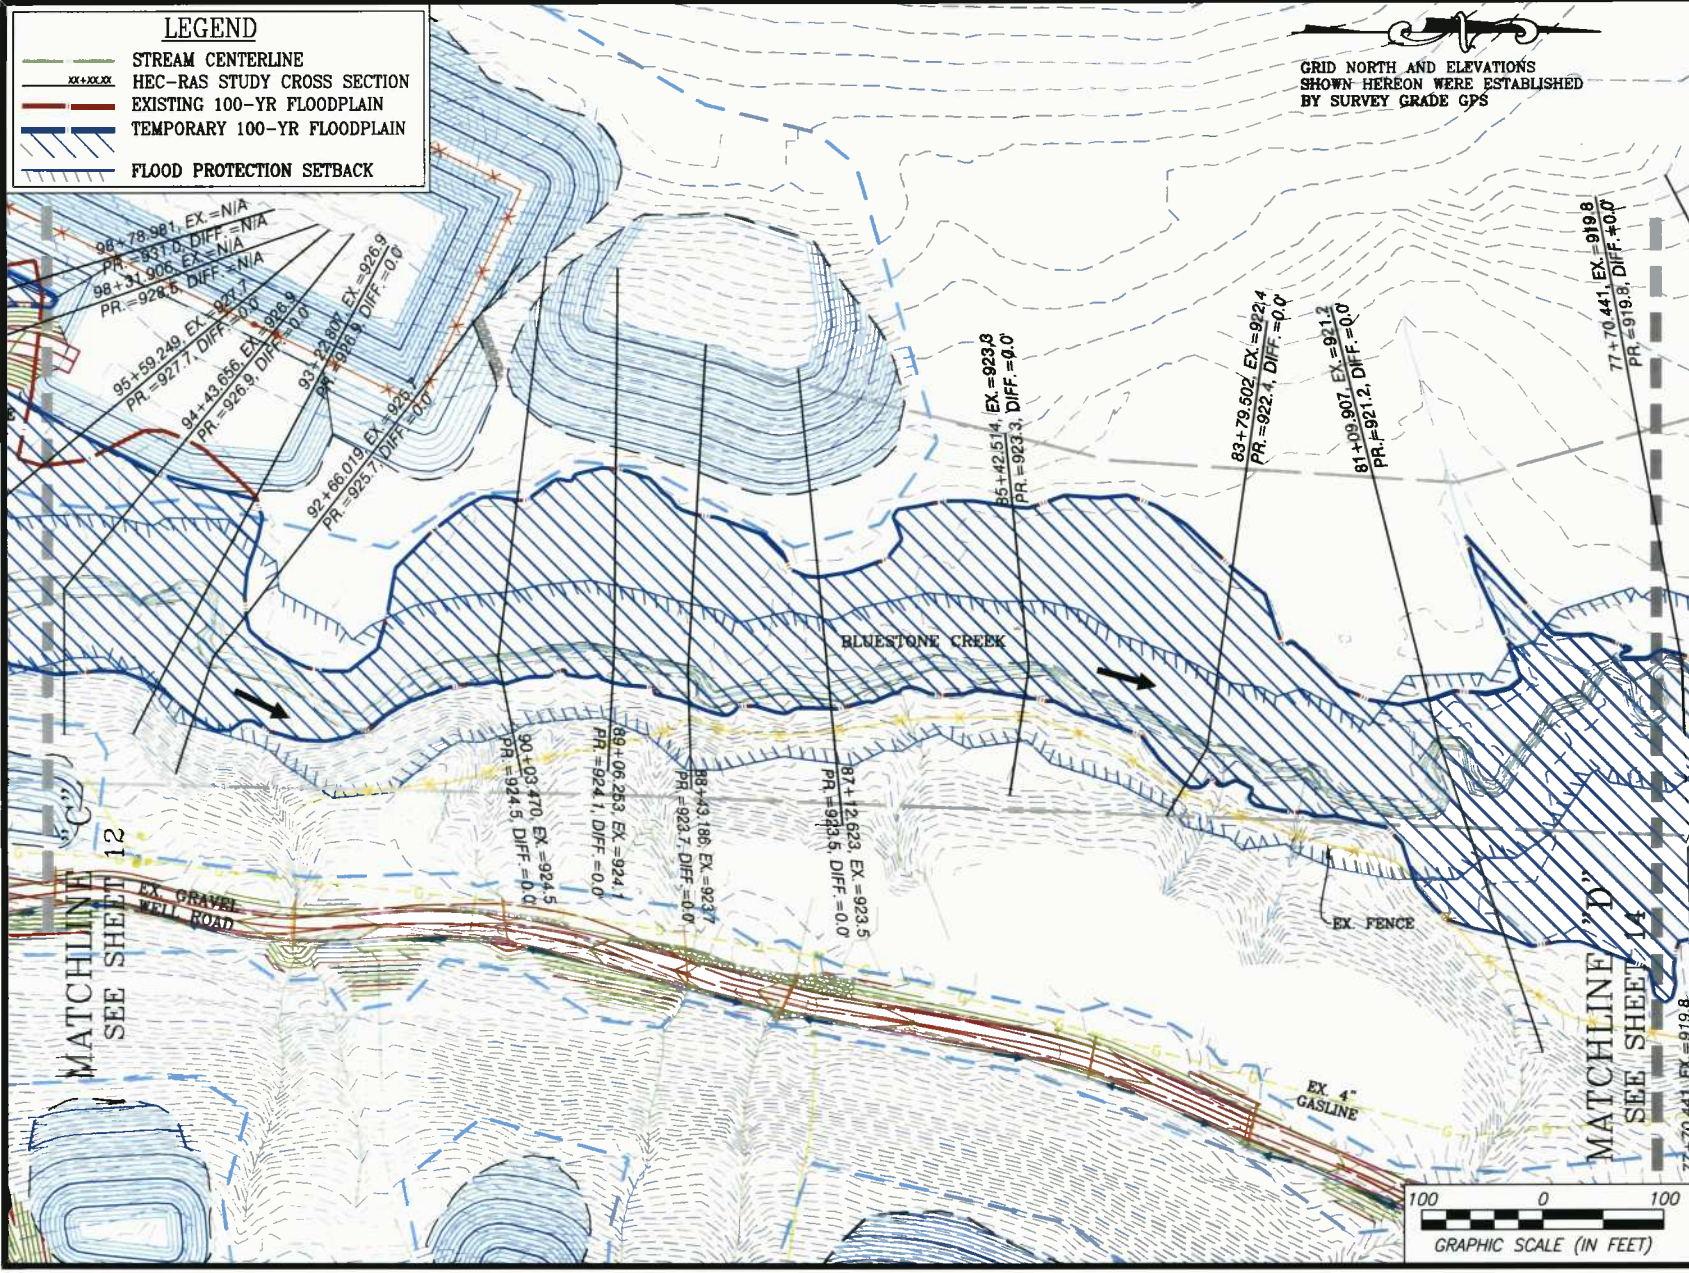 LEGEND
STREAM CENTERLINE
XX+XX.XX
HEC-RAS STUDY CROSS SECTION
EXISTING 100-YR FLOODPLAIN
TEMPORARY 100-YR FLOODPLAIN
FLOOD PROTECTION SETBACK
GRID NORTH AND ELEVATIONS
SHOWN HEREON WERE ESTABLISHED
BY SURVEY GRADE GPS
98+78.981, EX.=N/A
PR.=931.0, DIFF.=N/A
98+31.906, EX.=N/A
PR.=928.5, DIFF.=N/A
95+59.249, EX.=927.7
PR.=927.7, DIFF.=0.0'
94+43.656, EX.=926.9
PR.=926.9, DIFF.=0.0'
EX.=926.9
DIFF.=0.0'
92+66.019, EX.=925.7
PR.=925.7, DIFF.=0.0'
90+03.470, EX.=924.5
PR.=924.5, DIFF.=0.0'
89+06.253, EX.=924.1
PR.=924.1, DIFF.=0.0'
88+43.186, EX.=923.7
PR.=923.7, DIFF.=0.0'
87+12.623, EX.=923.5
PR.=923.5, DIFF.=0.0'
85+42.514, EX.=923.3
PR.=923.3, DIFF.=0.0'
83+79.502, EX.=922.4
PR.=922.4, DIFF.=0.0'
81+09.907, EX.=921.2
PR.=921.2, DIFF.=0.0'
77+70.441, EX.=919.8
PR.=919.8, DIFF.=0.0'
BLUESTONE CREEK
MATCHLINE "C"
SEE SHEET 12
EX. GRAVEL
WELL ROAD
EX. FENCE
EX. 4"
GASLINE
MATCHLINE "D"
SEE SHEET 14
77+70.441, EX.=919.8
100 0 100
GRAPHIC SCALE (IN FEET)